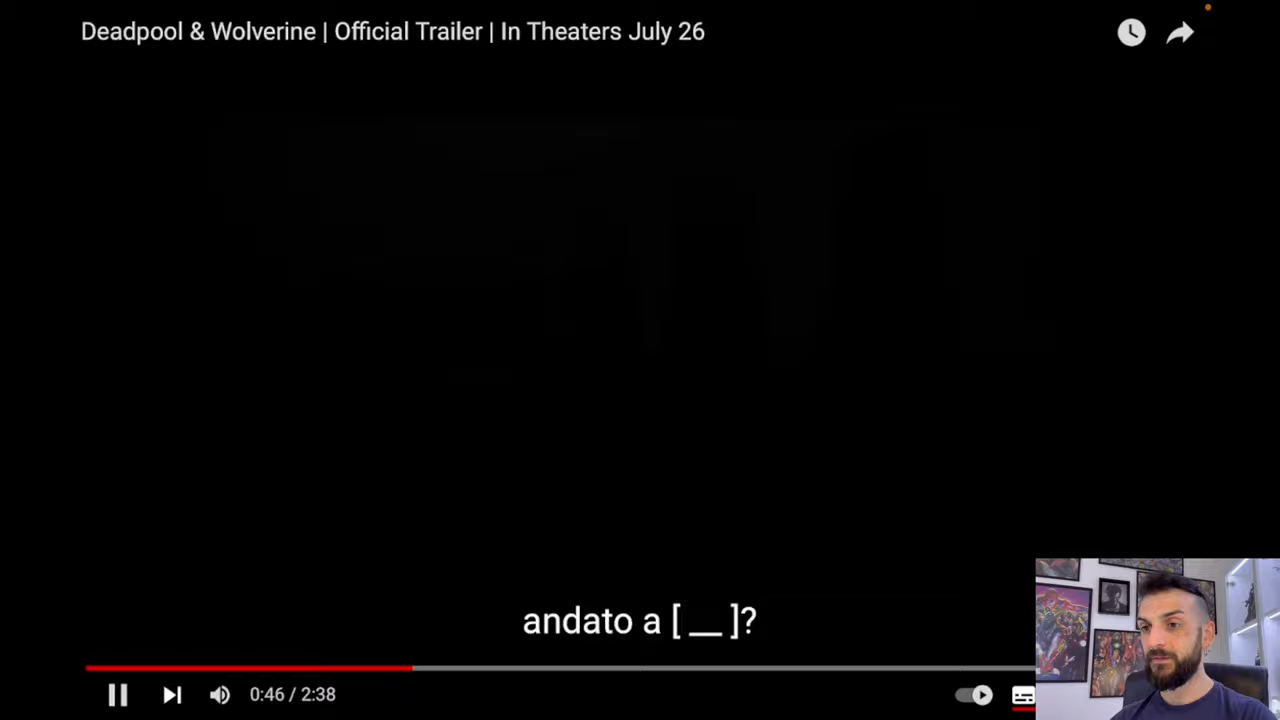 Deadpool & Wolverine | Official Trailer | In Theaters July 26
andato a [ __ ]?
0:46 / 2:38